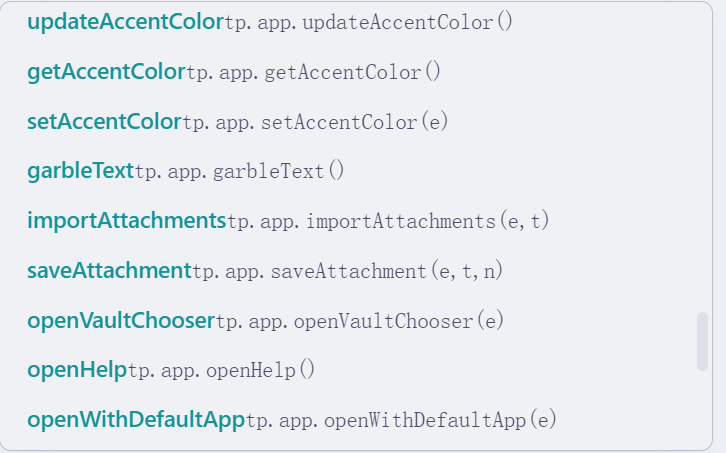 updateAccentColortp.app.updateAccentColor()
getAccentColortp.app.getAccentColor()
setAccentColortp.app.setAccentColor(e)
garbleTexttp.app.garbleText()
importAttachmentstp.app.importAttachments(e,t)
saveAttachmenttp.app.saveAttachment(e,t,n)
openVaultChoosertp.app.openVaultChooser(e)
openHelptp.app.openHelp()
openWithDefaultApptp.app.openWithDefaultApp(e)